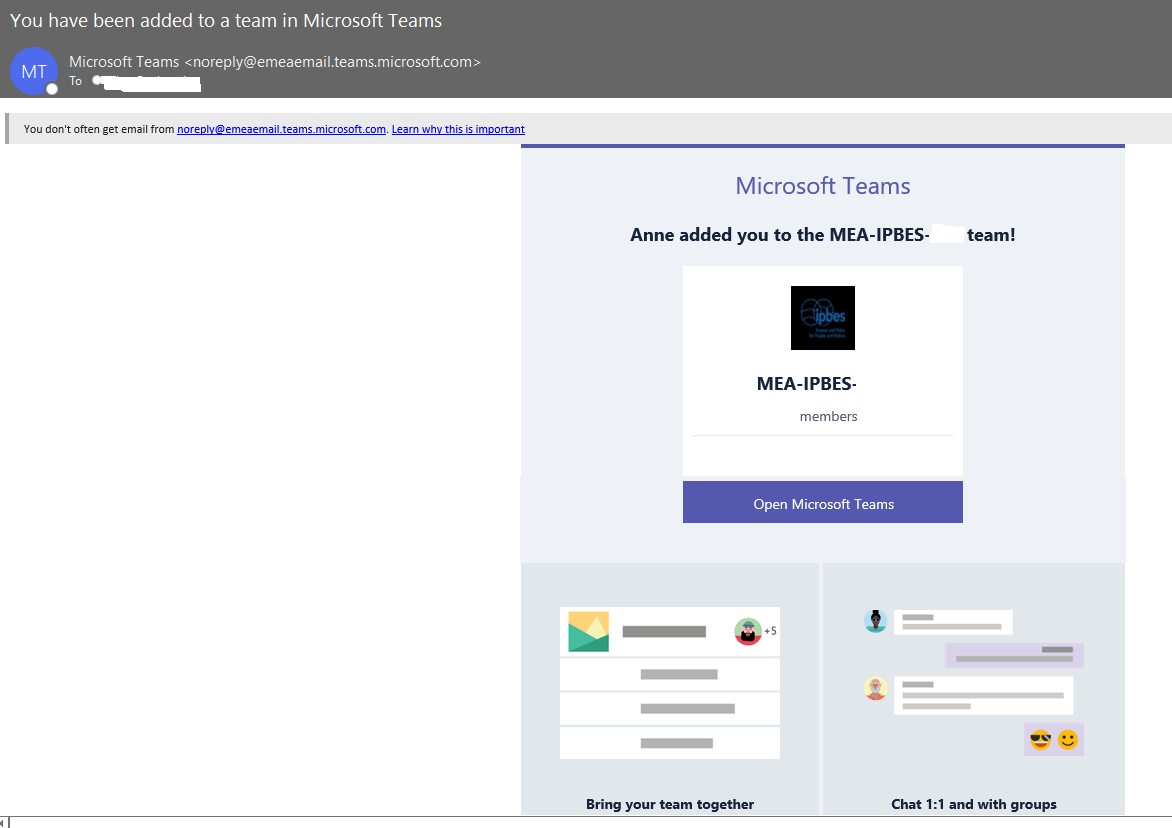 You have been added to a team in Microsoft Teams
MT
Microsoft Teams <noreply@emeaemail.teams.microsoft.com>
To
You don't often get email from noreply@emeaemail.teams.microsoft.com. Learn why this is important
Microsoft Teams
Anne added you to the MEA-IPBES- team!
ipbes
Science and Policy
for People and Nature
MEA-IPBES-
members
Open Microsoft Teams
+5
Bring your team together
Chat 1:1 and with groups